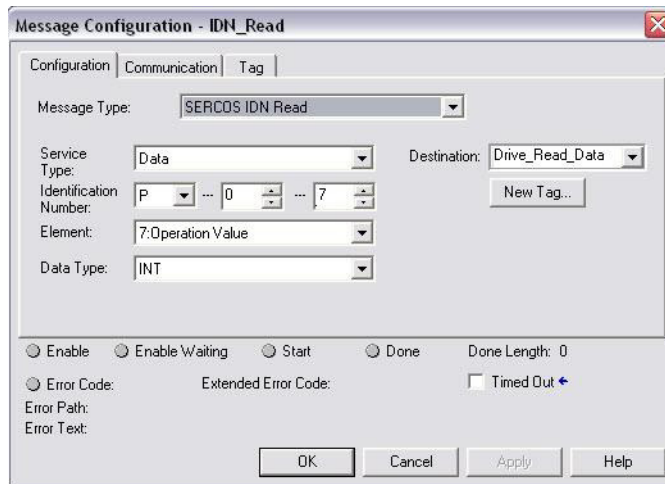 Message Configuration - IDN_Read
Configuration Communication Tag
Message Type: SERCOS IDN Read
Service Type: Data Destination: Drive_Read_Data
Identification Number: P --- 0 --- 7 New Tag...
Element: 7:Operation Value
Data Type: INT
Enable Enable Waiting Start Done Done Length: 0
Error Code: Extended Error Code: Timed Out
Error Path:
Error Text:
OK Cancel Apply Help